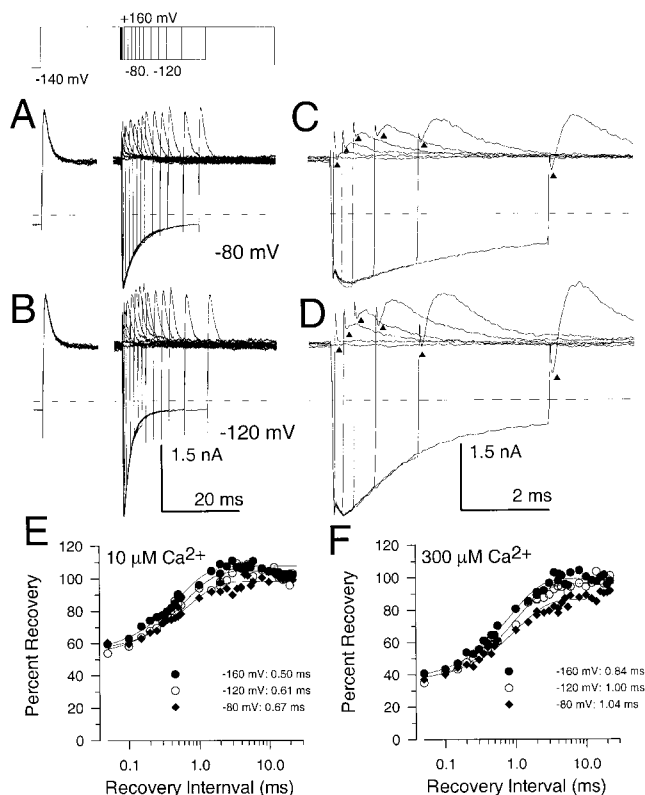 +160 mV
-140 mV
-80. -120
A
C
-80 mV
B
D
-120 mV
1.5 nA
20 ms
1.5 nA
2 ms
E
10 μM Ca2+
Percent Recovery
120
100
80
60
40
20
0
-160 mV: 0.50 ms
-120 mV: 0.61 ms
-80 mV: 0.67 ms
0.1
1.0
10.0
Recovery Internval (ms)
F
300 μM Ca2+
Percent Recovery
120
100
80
60
40
20
0
-160 mV: 0.84 ms
-120 mV: 1.00 ms
-80 mV: 1.04 ms
0.1
1.0
10.0
Recovery Interval (ms)